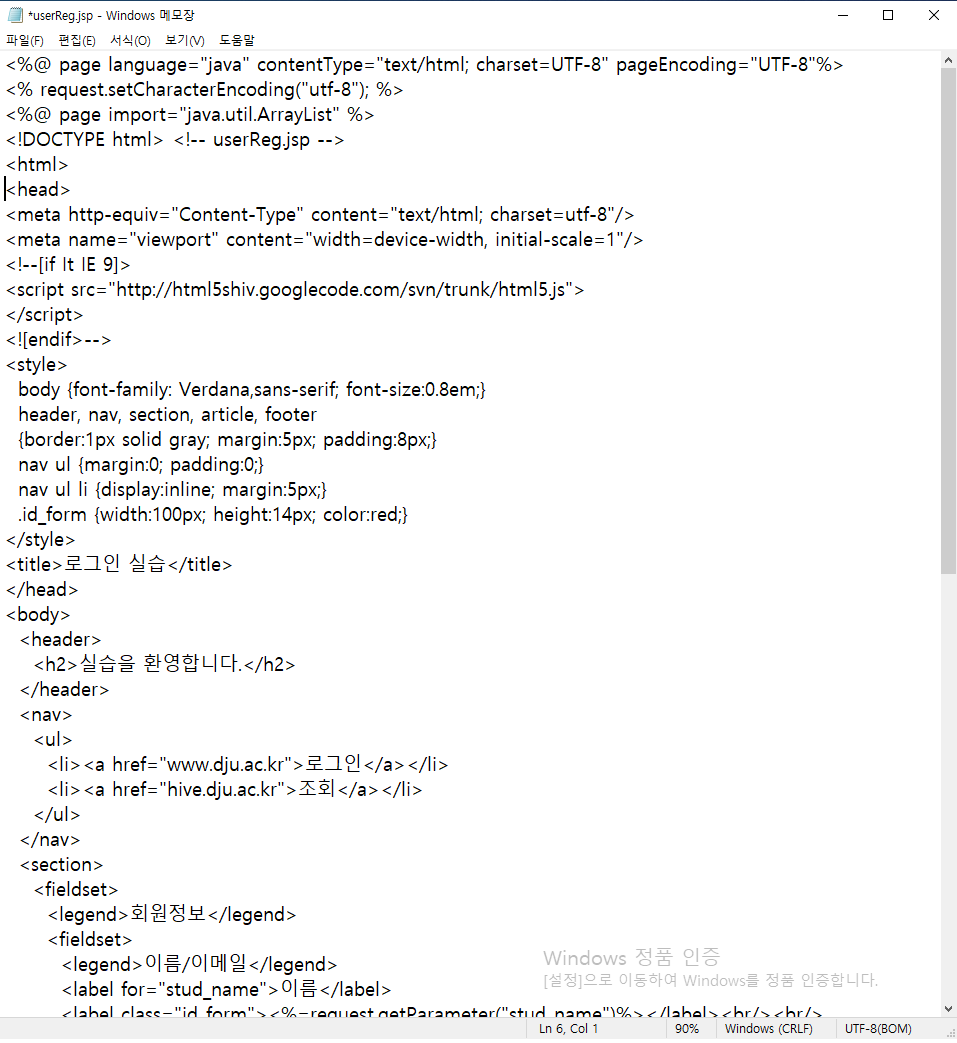 *userReg.jsp - Windows 메모장
파일(F) 편집(E) 서식(O) 보기(V) 도움말
<%@ page language="java" contentType="text/html; charset=UTF-8" pageEncoding="UTF-8"%>
<% request.setCharacterEncoding("utf-8"); %>
<%@ page import="java.util.ArrayList" %>
<!DOCTYPE html> <!-- userReg.jsp -->
<html>
<head>
<meta http-equiv="Content-Type" content="text/html; charset=utf-8"/>
<meta name="viewport" content="width=device-width, initial-scale=1"/>
<!--[if lt IE 9]>
<script src="http://html5shiv.googlecode.com/svn/trunk/html5.js">
</script>
<![endif>-->
<style>
body {font-family: Verdana,sans-serif; font-size:0.8em;}
header, nav, section, article, footer
{border:1px solid gray; margin:5px; padding:8px;}
nav ul {margin:0; padding:0;}
nav ul li {display:inline; margin:5px;}
.id_form {width:100px; height:14px; color:red;}
</style>
<title>로그인 실습</title>
</head>
<body>
<header>
<h2>실습을 환영합니다.</h2>
</header>
<nav>
<ul>
<li><a href="www.dju.ac.kr">로그인</a></li>
<li><a href="hive.dju.ac.kr">조회</a></li>
</ul>
</nav>
<section>
<fieldset>
<legend>회원정보</legend>
<fieldset>
<legend>이름/이메일</legend>
<label for="stud_name">이름</label>
<label class="id_form"><%=request.getParameter("stud_name")%></label><br/><br/>
Windows 정품 인증
[설정]으로 이동하여 Windows를 정품 인증합니다.
Ln 6, Col 1 90% Windows (CRLF) UTF-8(BOM)